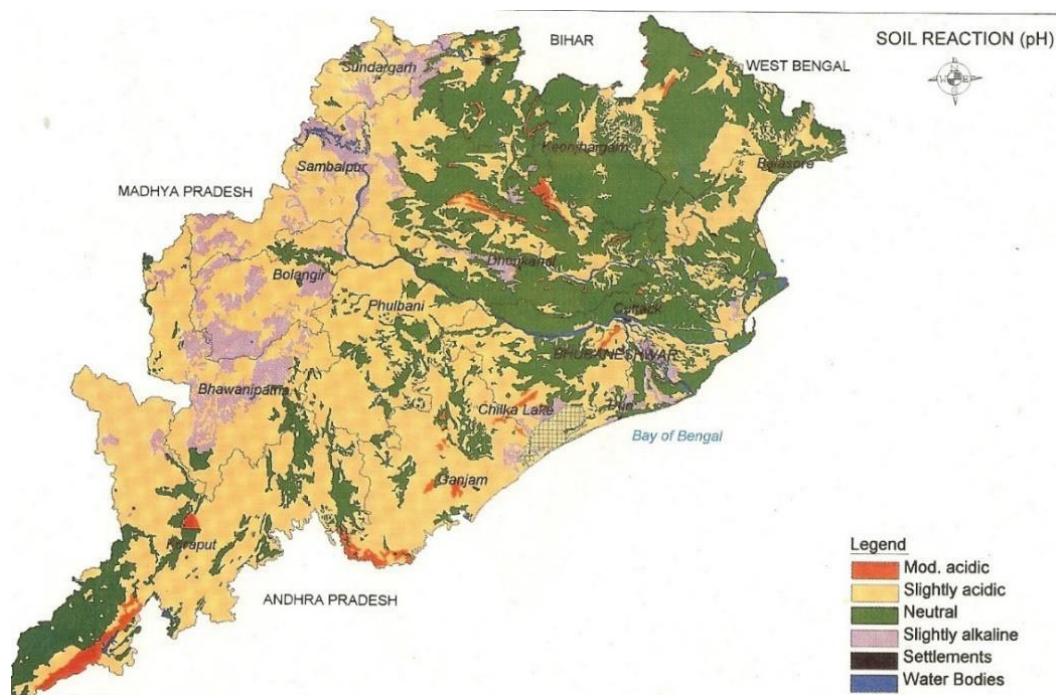 BIHAR
SOIL REACTION (pH)
WEST BENGAL
Sundargarh
Keonjhargarh
Balasore
Sambalpur
MADHYA PRADESH
Dhenkanal
Bolangir
Phulbani
Cuttack
BHUBANESHWAR
Bhawanipatna
Chilka Lake
Puri
Bay of Bengal
Ganjam
Koraput
ANDHRA PRADESH
Legend
Mod. acidic
Slightly acidic
Neutral
Slightly alkaline
Settlements
Water Bodies